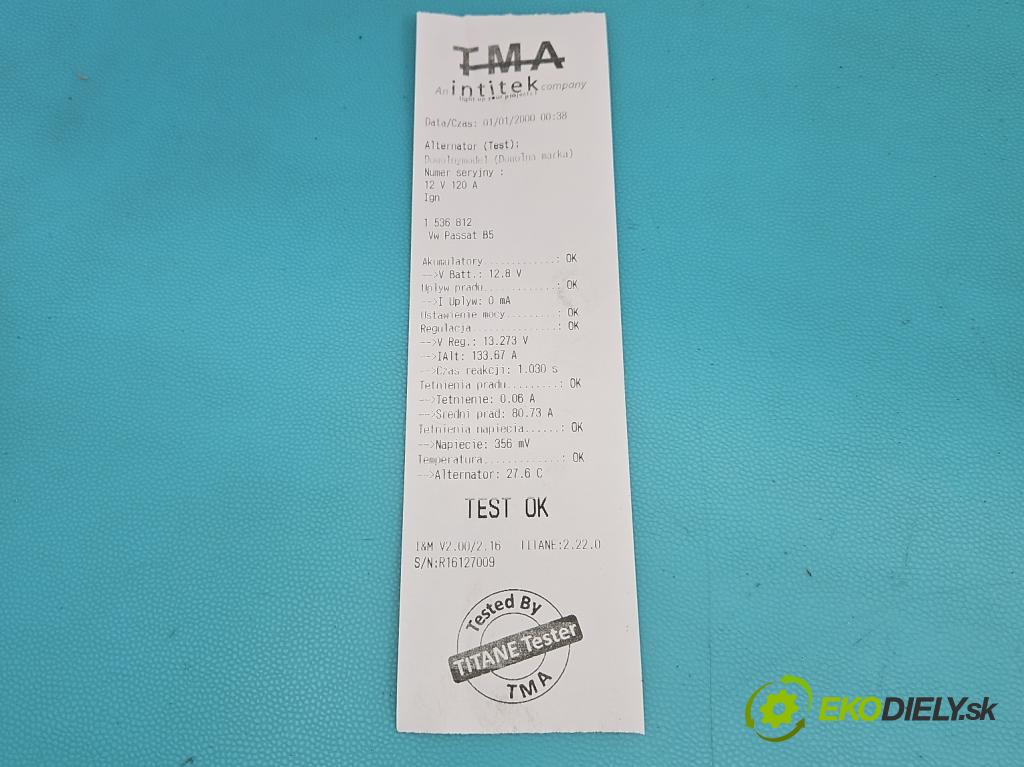 TMA
An intitek company
light up your projects!
Data/Czas: 01/01/2000 00:38
Alternator (Test):
Dowolnymodel (Dowolna marka)
Numer seryjny :
12 V 120 A
Ign
1 536 812
Vw Passat B5
Akumulatory............: OK
-->V Batt.: 12.8 V
Uplyw pradu............: OK
-->I Uplyw: 0 mA
Ustawienie mocy........: OK
Regulacja..............: OK
-->V Reg.: 13.273 V
-->IAlt: 133.67 A
-->Czas reakcji: 1.030 s
Tetnienia pradu.........: OK
-->Tetnienie: 0.06 A
-->Sredni prad: 80.73 A
Tetnienia napiecia......: OK
-->Napiecie: 356 mV
Temperatura.............: OK
-->Alternator: 27.6 C
TEST OK
I&M V2.00/2.16 TITANE:2.22.0
S/N:R16127009
Tested By
TITANE Tester
TMA
EKODIELY.sk